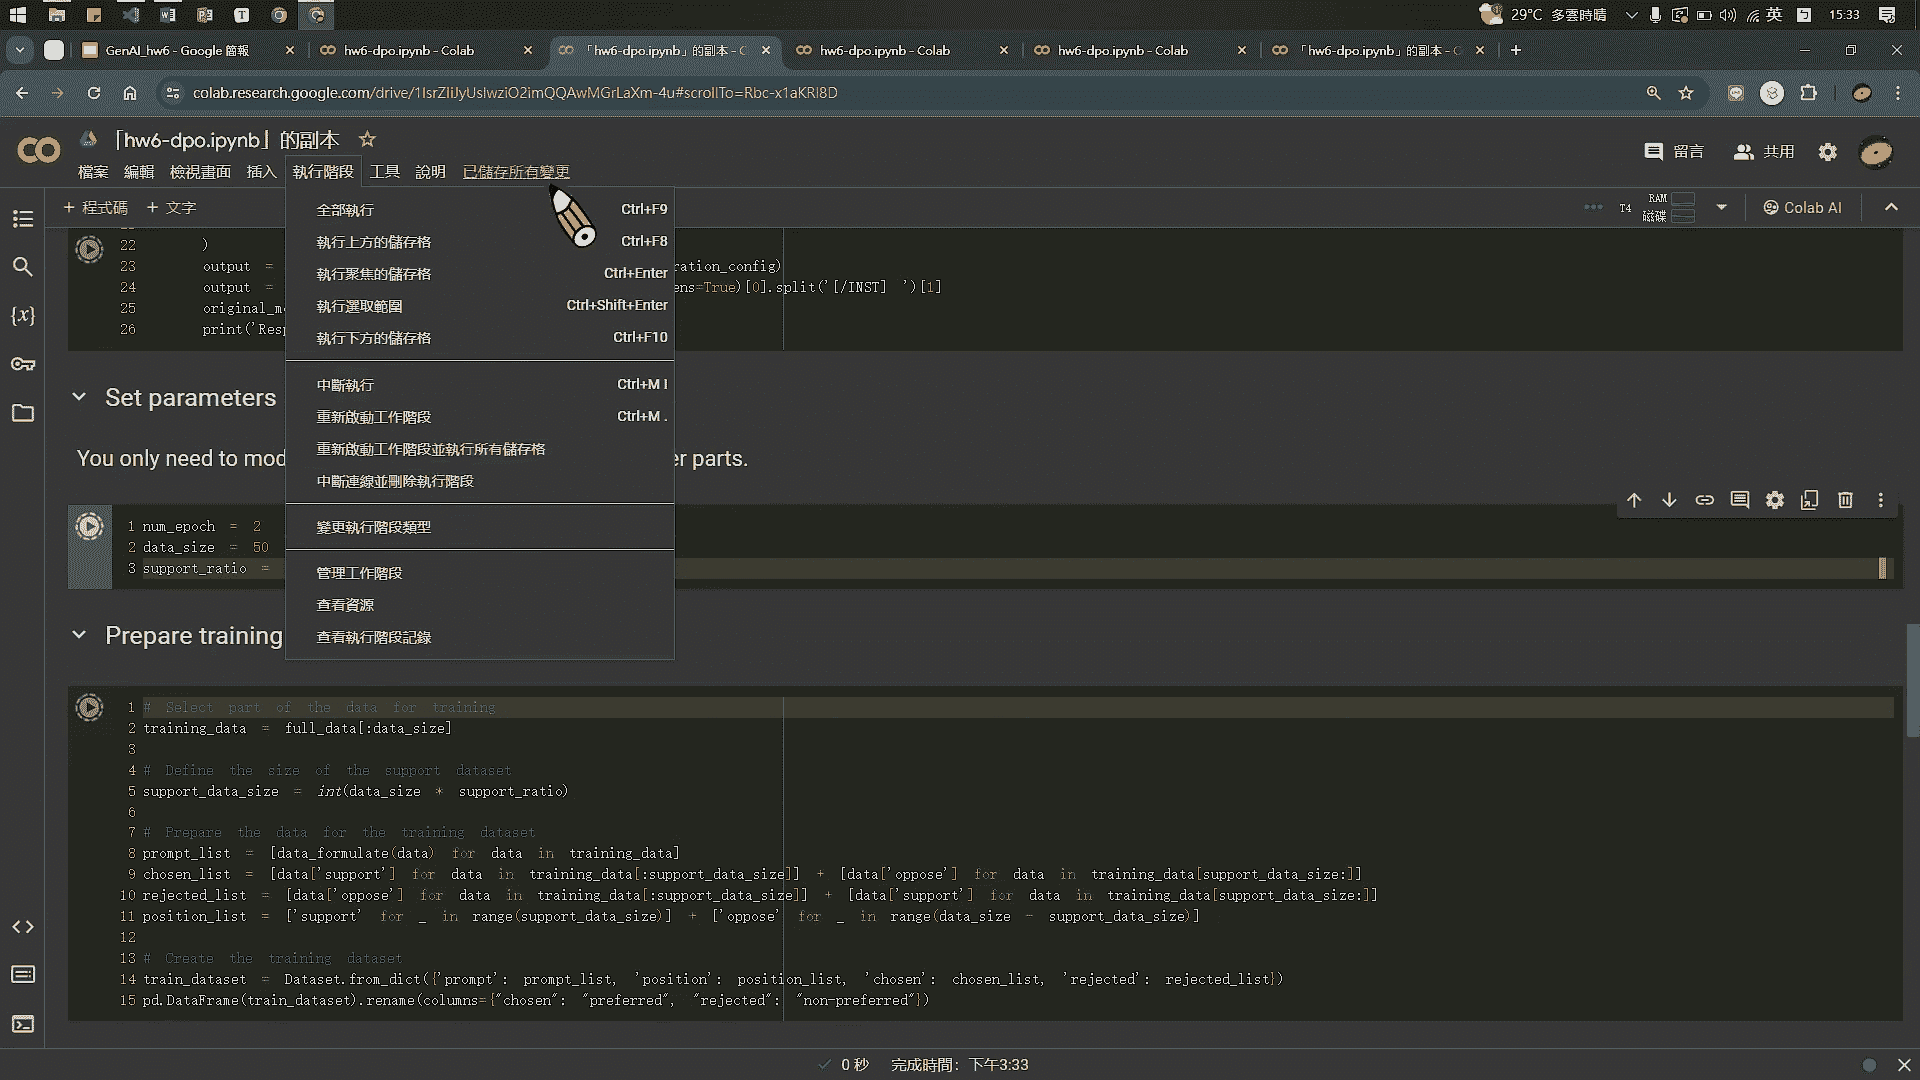 29°C 多雲時晴
英
15:33
GenAI_hw6 - Google 簡報
hw6-dpo.ipynb - Colab
「hw6-dpo.ipynb」的副本 - C
hw6-dpo.ipynb - Colab
hw6-dpo.ipynb - Colab
「hw6-dpo.ipynb」的副本 - C
colab.research.google.com/drive/1IsrZIiJyUslwziO2imQQAwMGrLaXm-4u#scrollTo=Rbc-x1aKRl8D
「hw6-dpo.ipynb」的副本
留言
共用
檔案 編輯 檢視畫面 插入 執行階段 工具 說明 已儲存所有變更
+ 程式碼 + 文字
T4
RAM
磁碟
Colab AI
全部執行 Ctrl+F9
執行上方的儲存格 Ctrl+F8
執行聚焦的儲存格 Ctrl+Enter
執行選取範圍 Ctrl+Shift+Enter
執行下方的儲存格 Ctrl+F10
中斷執行 Ctrl+M I
重新啟動工作階段 Ctrl+M .
重新啟動工作階段並執行所有儲存格
中斷連線並刪除執行階段
變更執行階段類型
管理工作階段
查看資源
查看執行階段記錄
22 )
23 output = ration_config)
24 output = ens=True)[0].split('[/INST] ')[1]
25 original_m
26 print('Resp
Set parameters
You only need to mod er parts.
1 num_epoch = 2
2 data_size = 50
3 support_ratio =
Prepare training
1 # Select part of the data for training
2 training_data = full_data[:data_size]
3
4 # Define the size of the support dataset
5 support_data_size = int(data_size * support_ratio)
6
7 # Prepare the data for the training dataset
8 prompt_list = [data_formulate(data) for data in training_data]
9 chosen_list = [data['support'] for data in training_data[:support_data_size]] + [data['oppose'] for data in training_data[support_data_size:]]
10 rejected_list = [data['oppose'] for data in training_data[:support_data_size]] + [data['support'] for data in training_data[support_data_size:]]
11 position_list = ['support' for _ in range(support_data_size)] + ['oppose' for _ in range(data_size - support_data_size)]
12
13 # Create the training dataset
14 train_dataset = Dataset.from_dict({'prompt': prompt_list, 'position': position_list, 'chosen': chosen_list, 'rejected': rejected_list})
15 pd.DataFrame(train_dataset).rename(columns={"chosen": "preferred", "rejected": "non-preferred"})
0 秒 完成時間：下午3:33